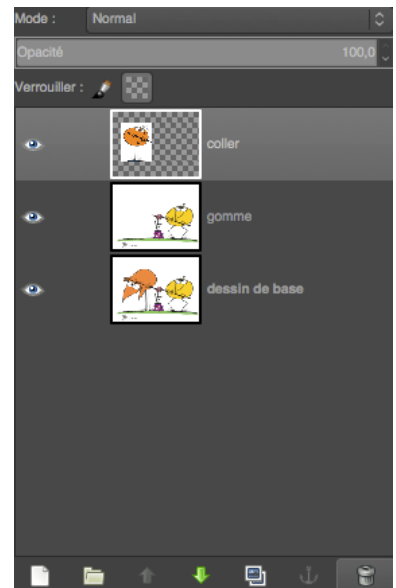 Mode : Normal
Opacité 100,0
Verrouiller :
coller
gomme
dessin de base